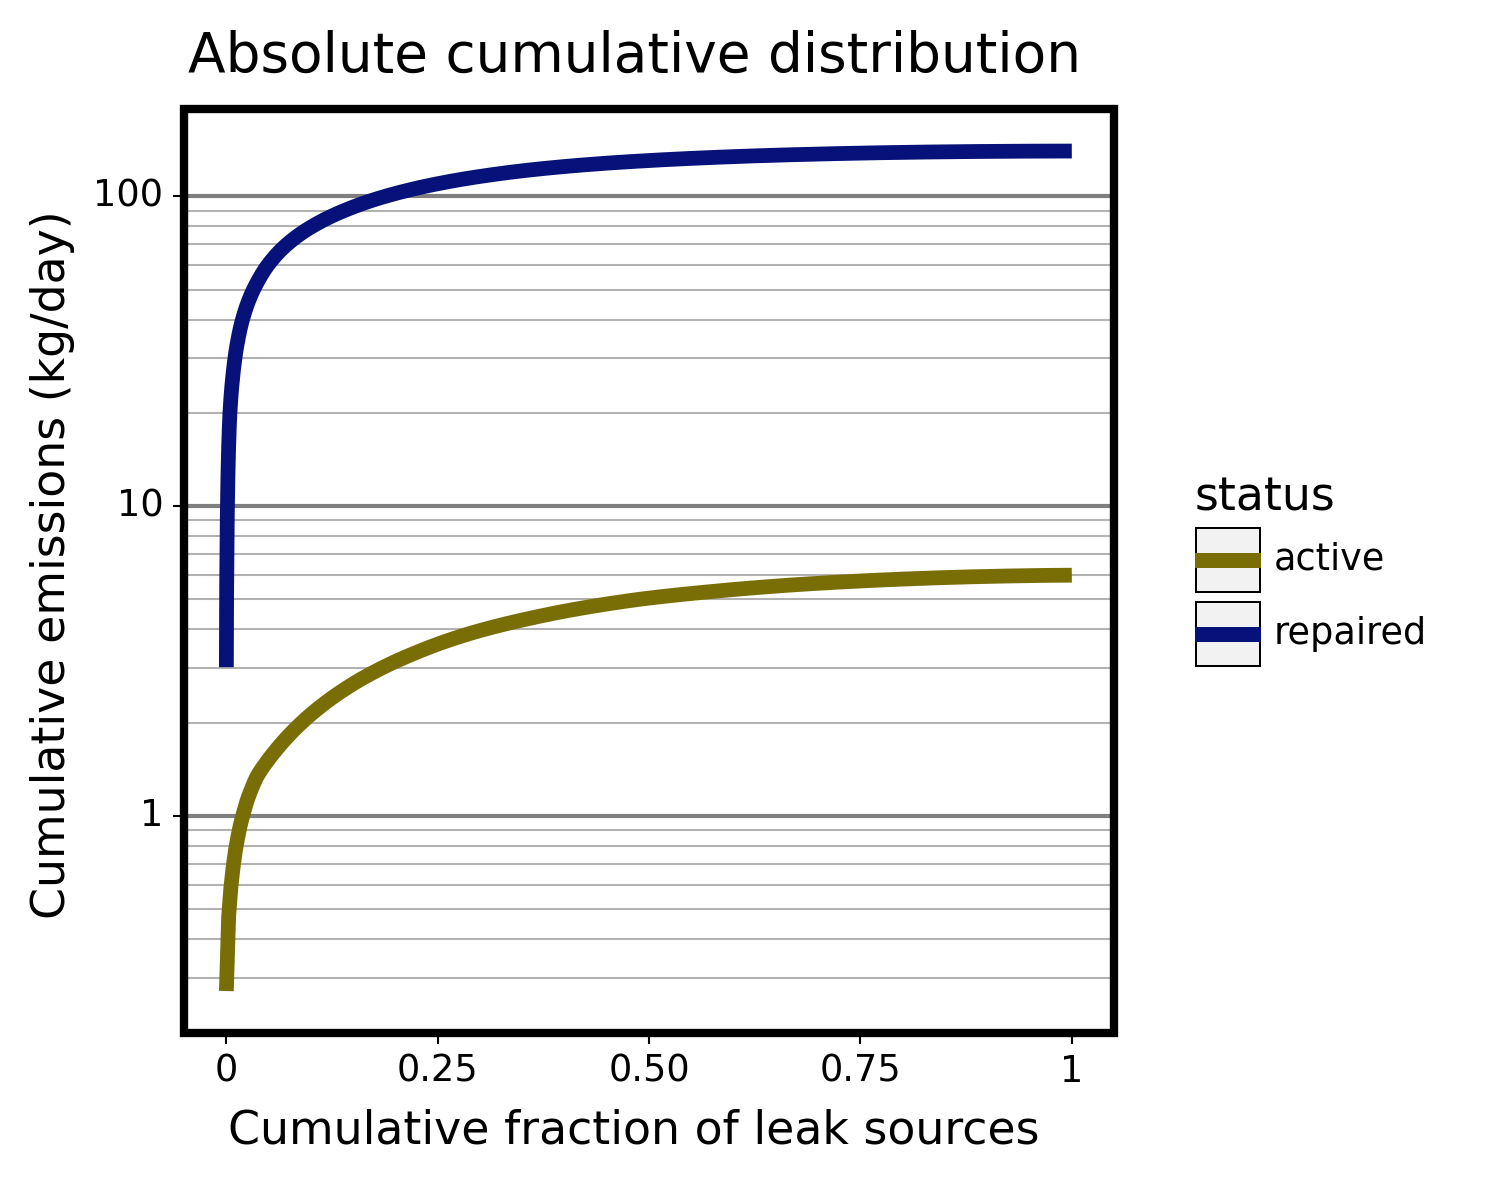 Absolute cumulative distribution
Cumulative emissions (kg/day)
100
10
1
0
0.25
0.50
0.75
1
Cumulative fraction of leak sources
status
active
repaired